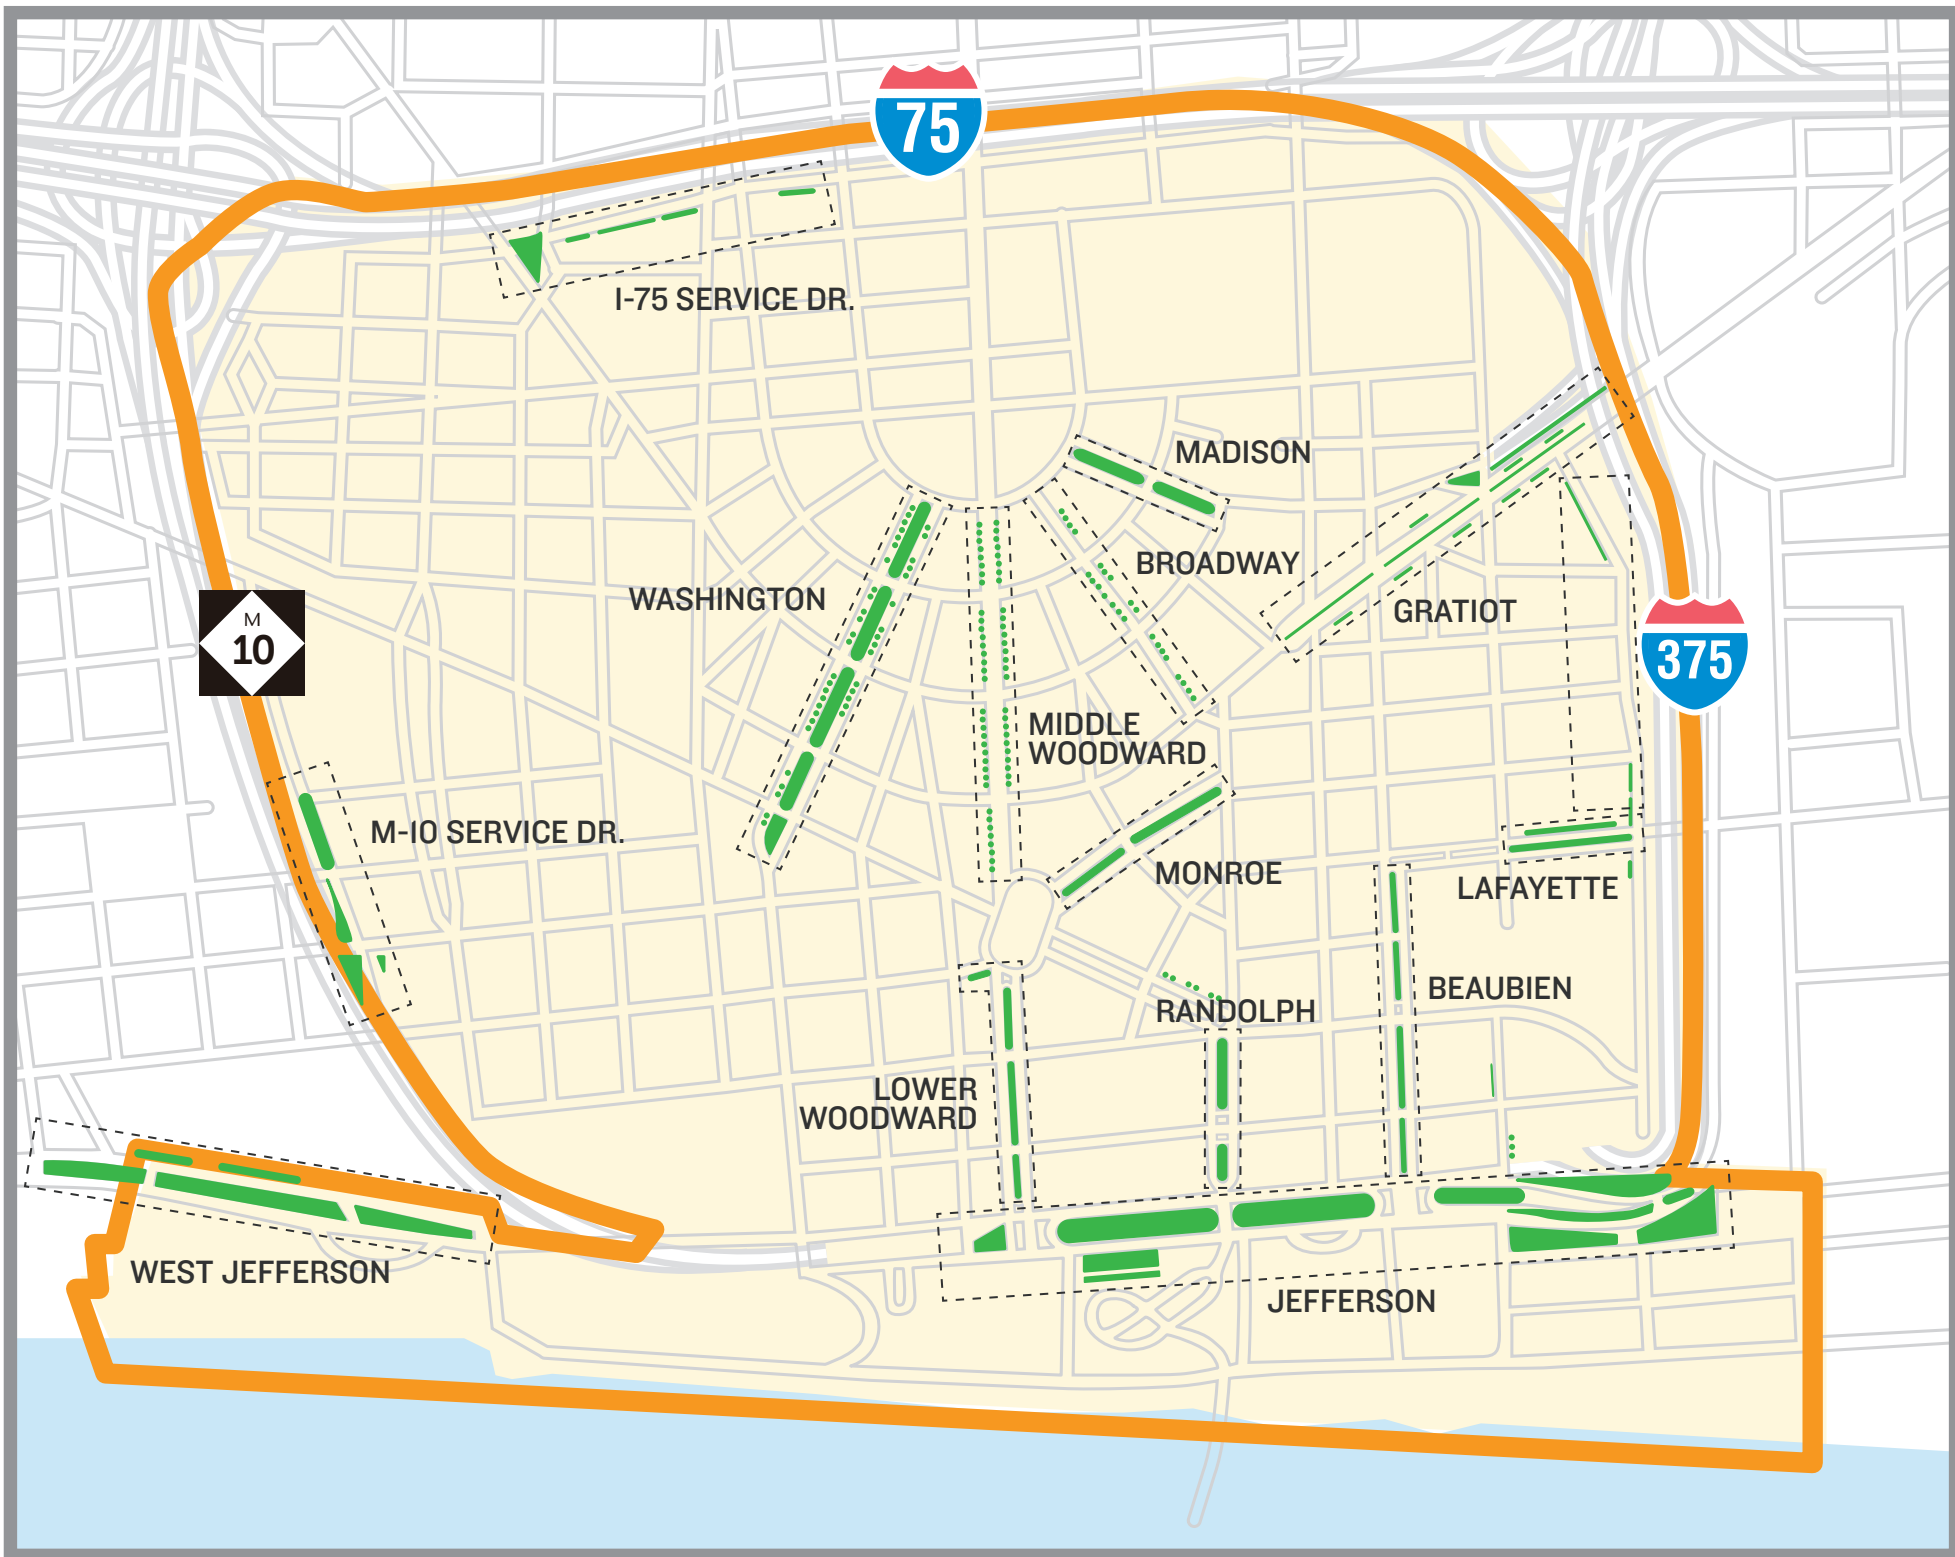 75
I-75 SERVICE DR.
MADISON
BROADWAY
WASHINGTON
GRATIOT
M
10
375
MIDDLE
WOODWARD
M-10 SERVICE DR.
MONROE
LAFAYETTE
BEAUBIEN
RANDOLPH
LOWER
WOODWARD
WEST JEFFERSON
JEFFERSON